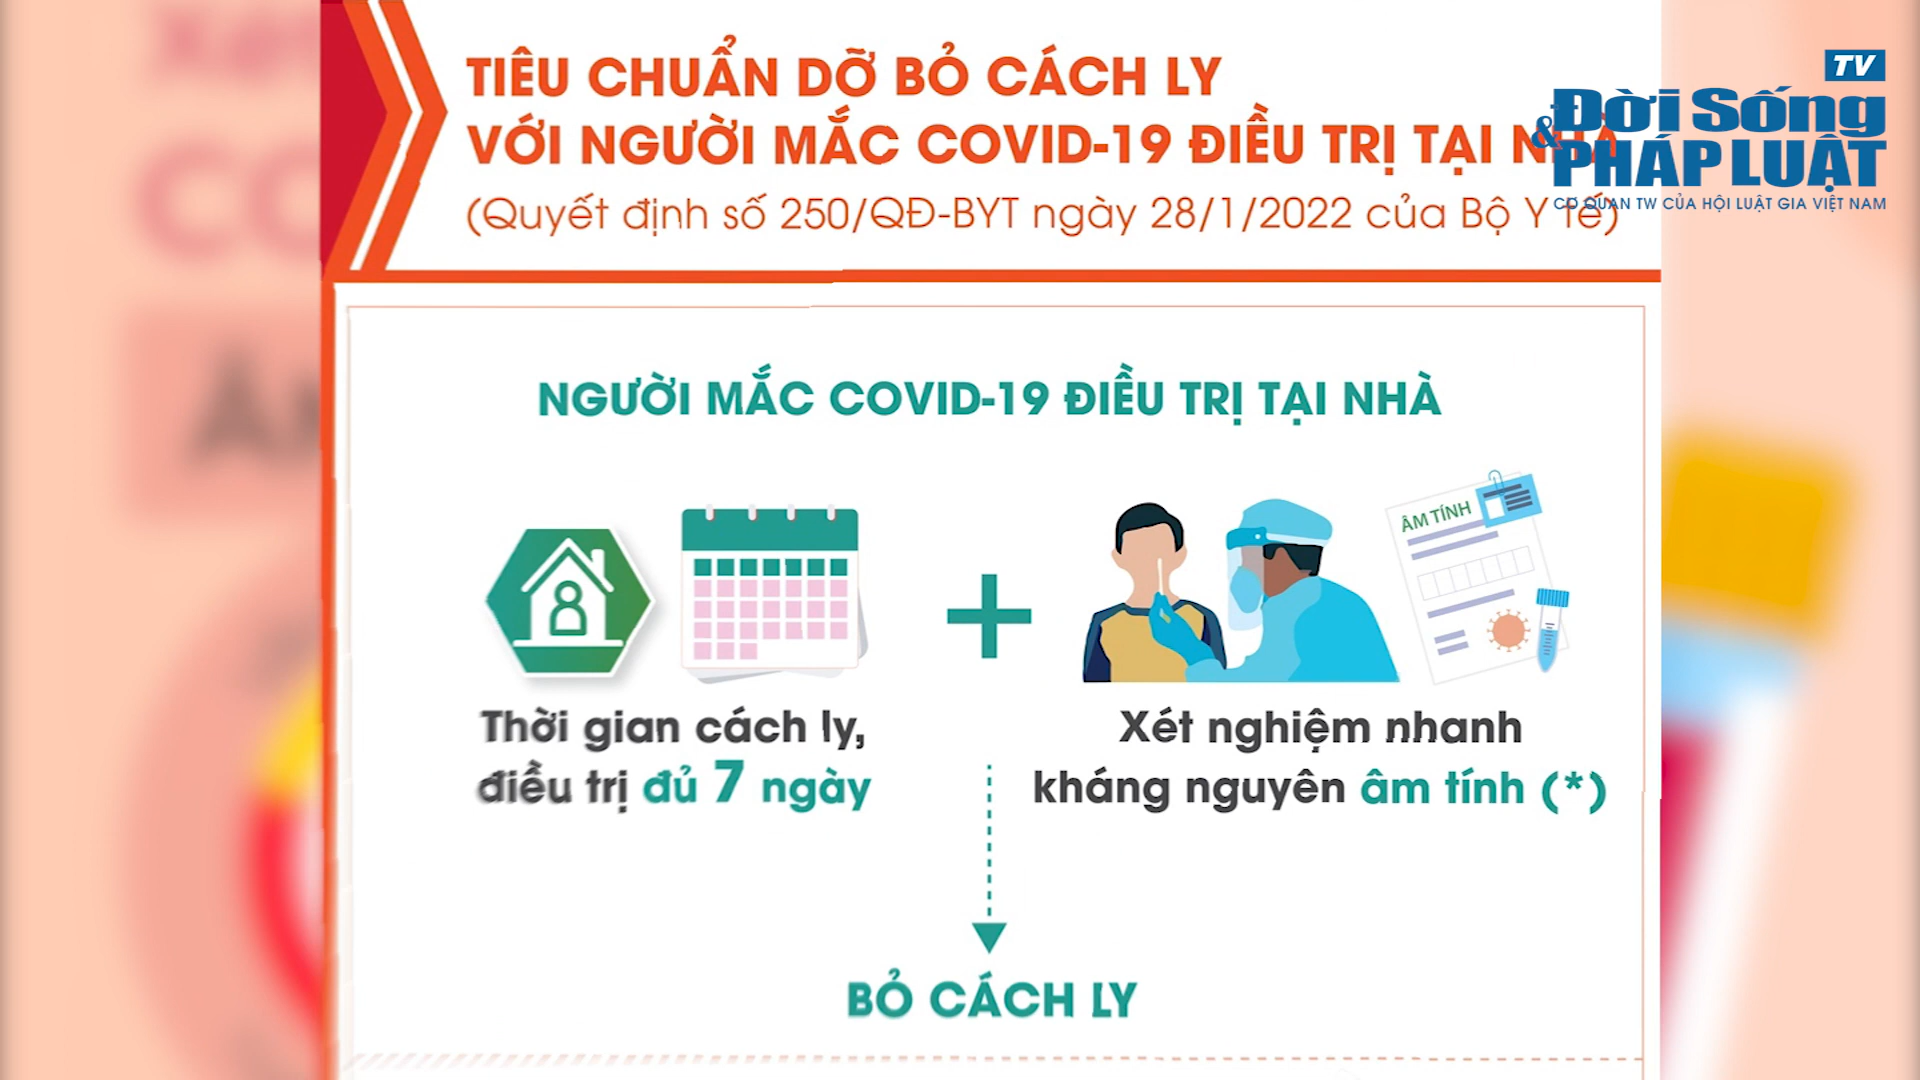 TIÊU CHUẨN DỠ BỎ CÁCH LY
VỚI NGƯỜI MẮC COVID-19 ĐIỀU TRỊ TẠI NHÀ
(Quyết định số 250/QĐ-BYT ngày 28/1/2022 của Bộ Y Tế)
TV
Đời Sống
& PHÁP LUẬT
CƠ QUAN TW CỦA HỘI LUẬT GIA VIỆT NAM
NGƯỜI MẮC COVID-19 ĐIỀU TRỊ TẠI NHÀ
ÂM TÍNH
Thời gian cách ly,
điều trị đủ 7 ngày
Xét nghiệm nhanh
kháng nguyên âm tính (*)
BỎ CÁCH LY